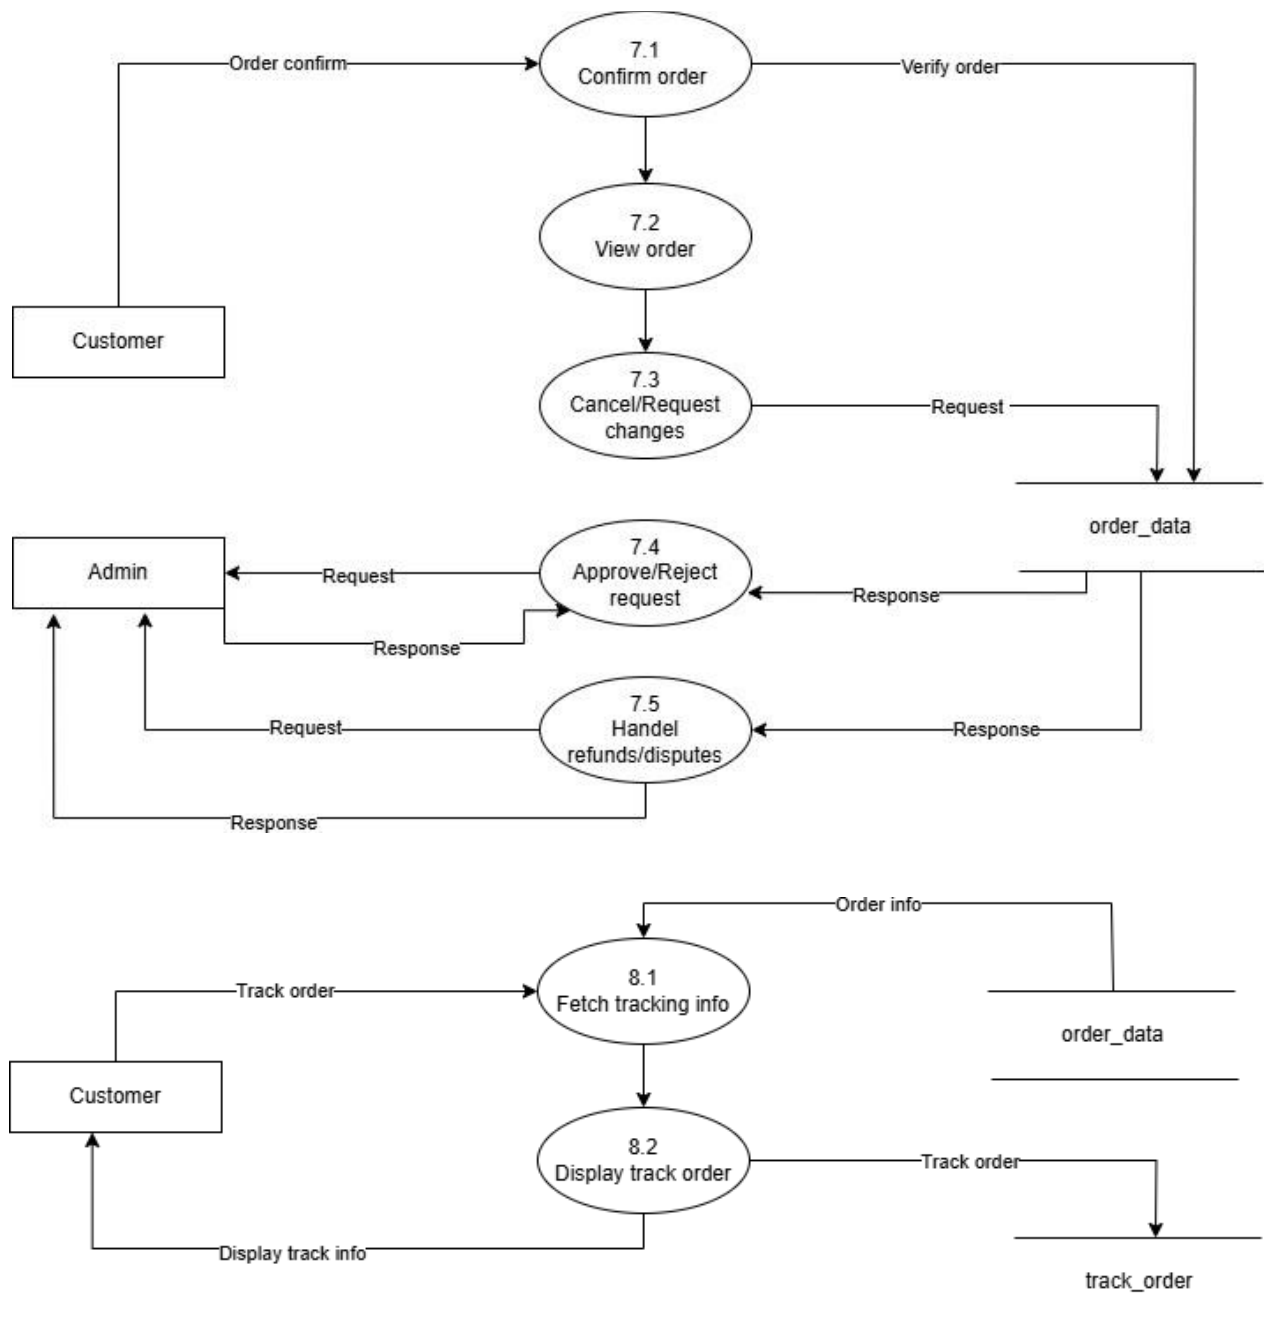 Order confirm
7.1
Confirm order
Verify order
7.2
View order
Customer
7.3
Cancel/Request
changes
Request
order_data
Admin
Request
7.4
Approve/Reject
request
Response
Response
7.5
Handel
refunds/disputes
Request
Response
Response
Order info
8.1
Fetch tracking info
Track order
order_data
Customer
8.2
Display track order
Track order
Display track info
track_order